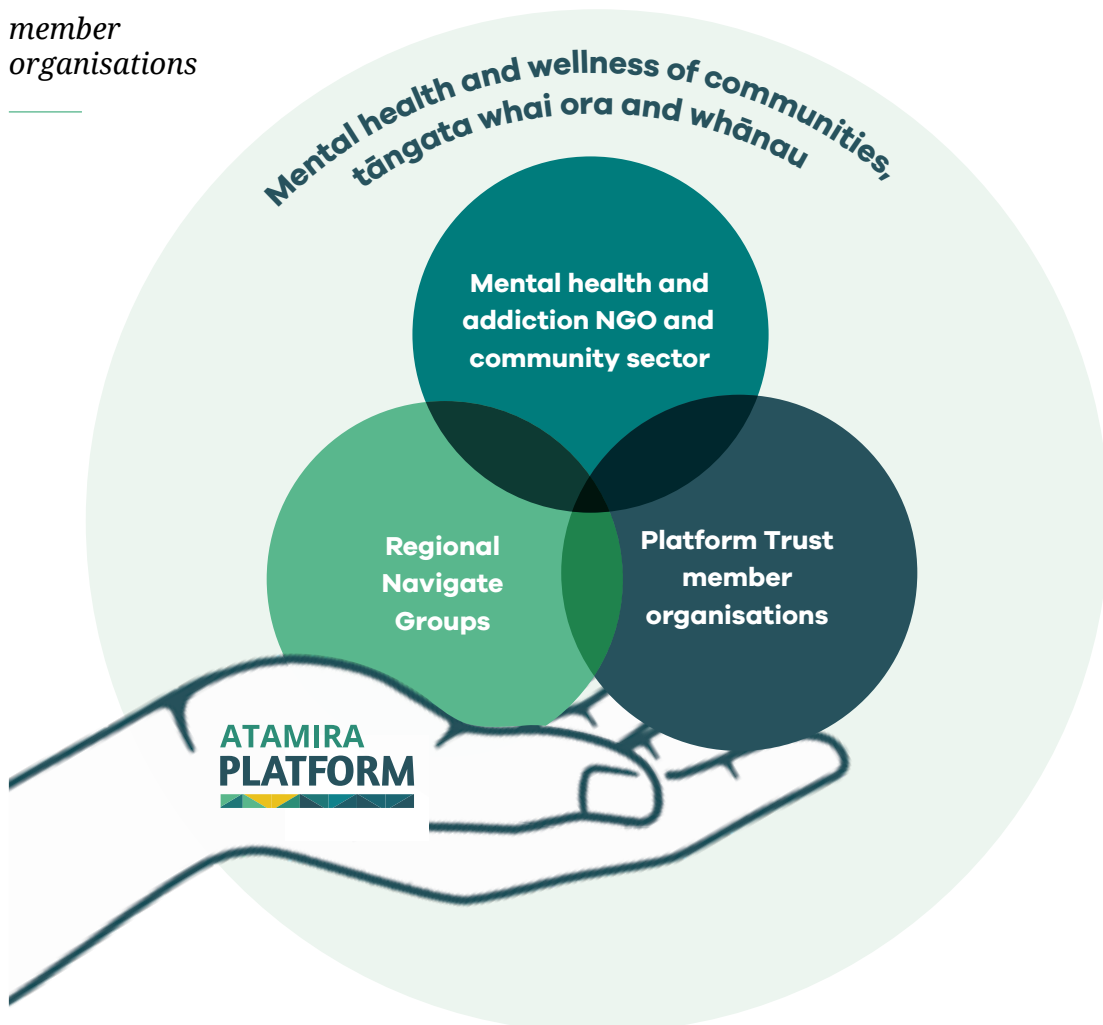 member
organisations
Mental health and wellness of communities,
tāngata whai ora and whānau
Mental health and
addiction NGO and
community sector
Regional
Navigate
Groups
Platform Trust
member
organisations
ATAMIRA
PLATFORM